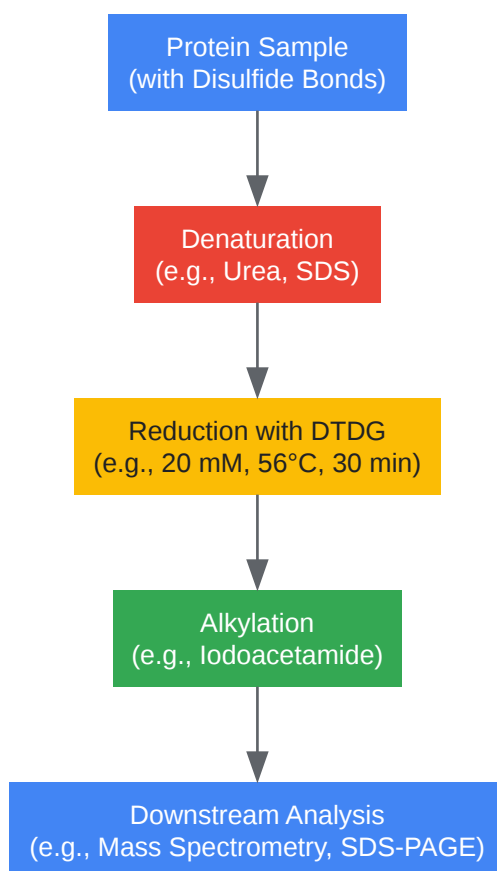 Protein Sample
(with Disulfide Bonds)
Denaturation
(e.g., Urea, SDS)
Reduction with DTDG
(e.g., 20 mM, 56°C, 30 min)
Alkylation
(e.g., Iodoacetamide)
Downstream Analysis
(e.g., Mass Spectrometry, SDS-PAGE)